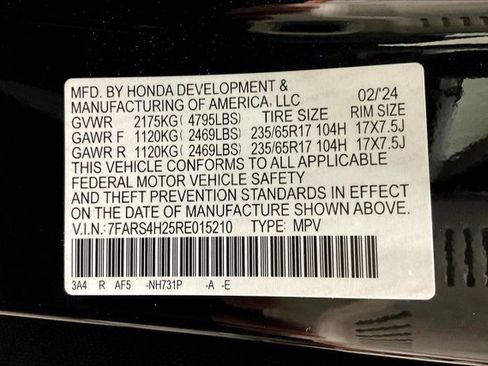 MFD. BY HONDA DEVELOPMENT &
MANUFACTURING OF AMERICA, LLC 02/'24
GVWR 2175KG( 4795LBS) TIRE SIZE RIM SIZE
GAWR F 1120KG( 2469LBS) 235/65R17 104H 17X7.5J
GAWR R 1120KG( 2469LBS) 235/65R17 104H 17X7.5J
THIS VEHICLE CONFORMS TO ALL APPLICABLE
FEDERAL MOTOR VEHICLE SAFETY
AND THEFT PREVENTION STANDARDS IN EFFECT
ON THE DATE OF MANUFACTURE SHOWN ABOVE.
V.I.N.: 7FARS4H25RE015210 TYPE: MPV
3A4 R AF5 -NH731P -A -E